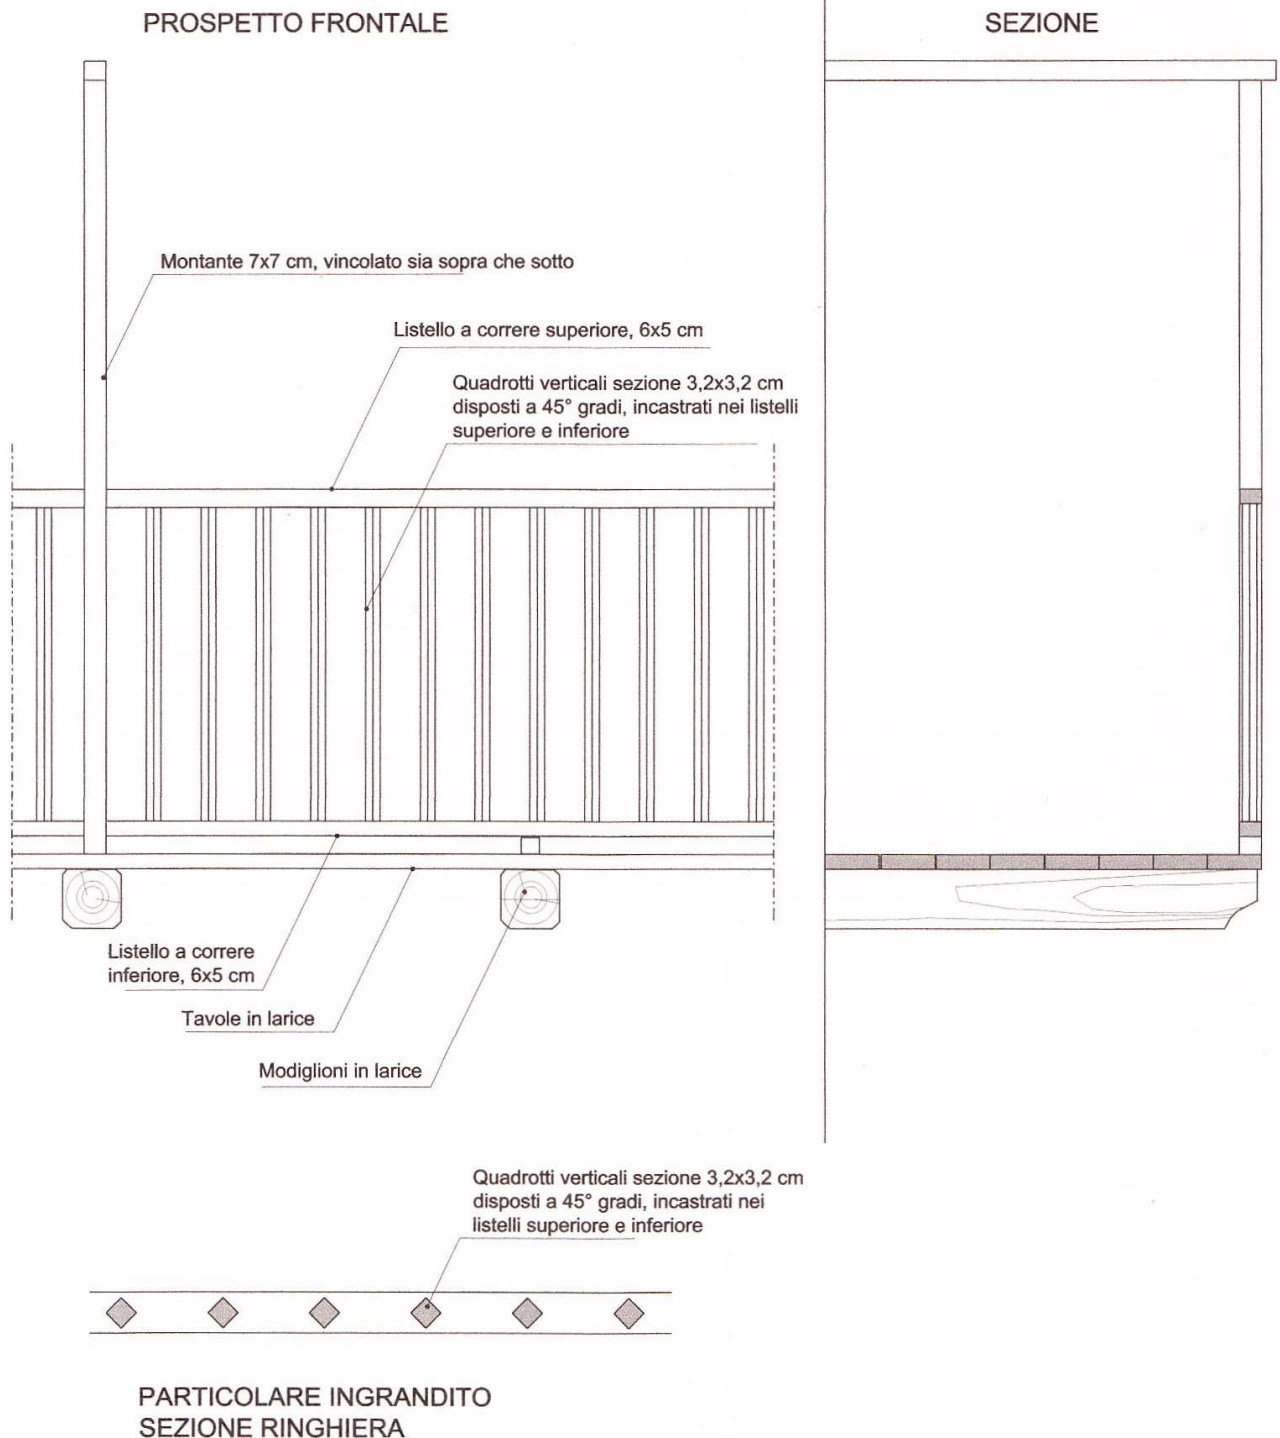 PROSPETTO FRONTALE
SEZIONE
Montante 7x7 cm, vincolato sia sopra che sotto
Listello a correre superiore, 6x5 cm
Quadrotti verticali sezione 3,2x3,2 cm
disposti a 45° gradi, incastrati nei listelli
superiore e inferiore
Listello a correre
inferiore, 6x5 cm
Tavole in larice
Modiglioni in larice
Quadrotti verticali sezione 3,2x3,2 cm
disposti a 45° gradi, incastrati nei
listelli superiore e inferiore
PARTICOLARE INGRANDITO
SEZIONE RINGHIERA